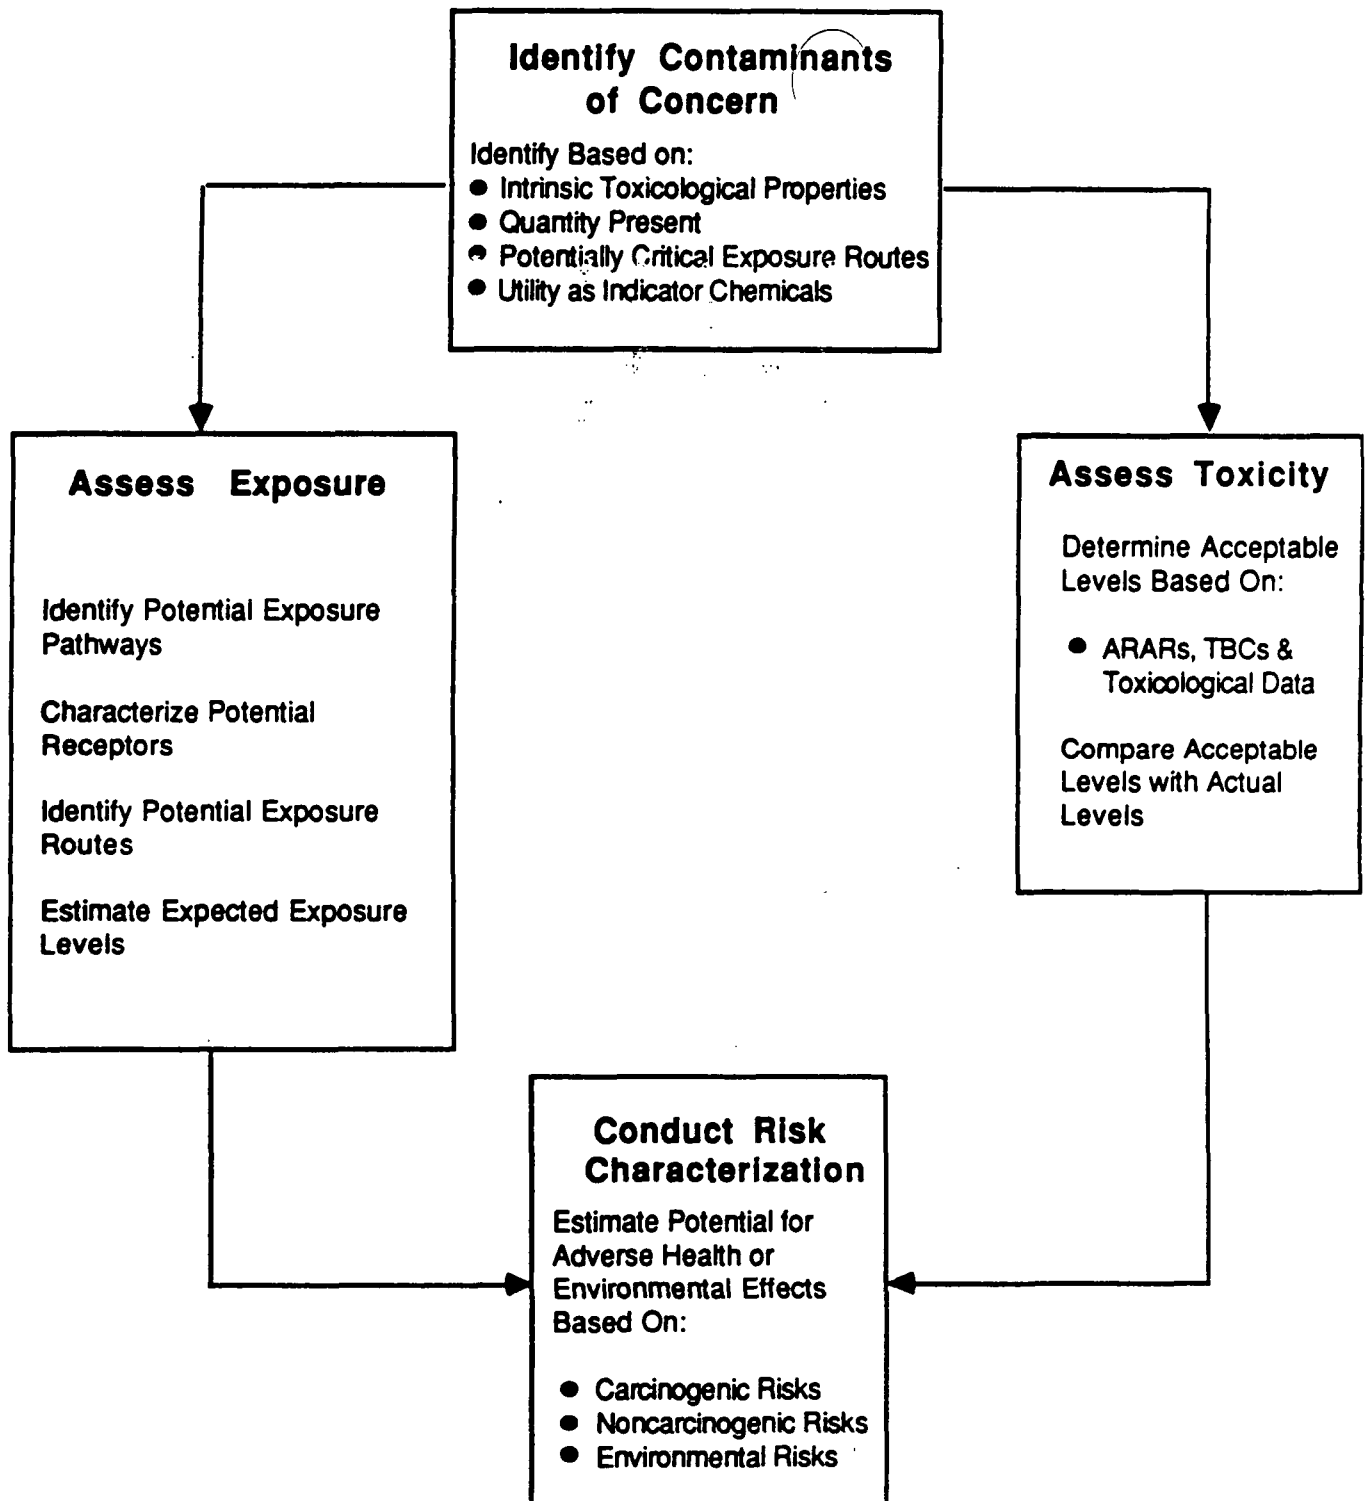 Identify Contaminants
of Concern
Identify Based on:
● Intrinsic Toxicological Properties
● Quantity Present
● Potentially Critical Exposure Routes
● Utility as Indicator Chemicals
Assess Exposure
Identify Potential Exposure
Pathways
Characterize Potential
Receptors
Identify Potential Exposure
Routes
Estimate Expected Exposure
Levels
Assess Toxicity
Determine Acceptable
Levels Based On:
● ARARs, TBCs &
Toxicological Data
Compare Acceptable
Levels with Actual
Levels
Conduct Risk
Characterization
Estimate Potential for
Adverse Health or
Environmental Effects
Based On:
● Carcinogenic Risks
● Noncarcinogenic Risks
● Environmental Risks